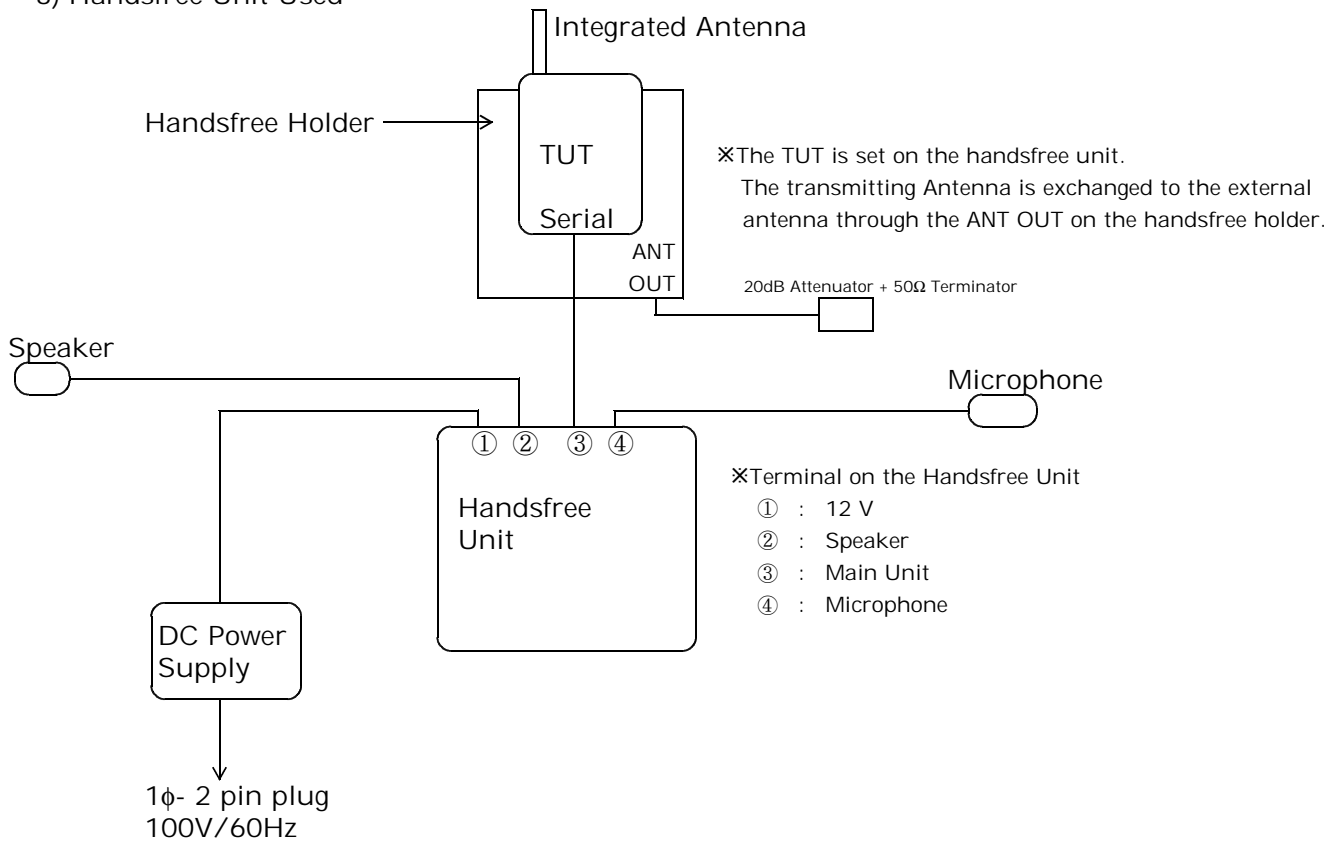 Handsfree Unit Used
Integrated Antenna
Handsfree Holder
TUT
※The TUT is set on the handsfree unit.
The transmitting Antenna is exchanged to the external
antenna through the ANT OUT on the handsfree holder.
Serial
ANT
OUT
20dB Attenuator + 50Ω Terminator
Speaker
Microphone
① ② ③ ④
Handsfree
Unit
※Terminal on the Handsfree Unit
① : 12 V
② : Speaker
③ : Main Unit
④ : Microphone
DC Power
Supply
1φ- 2 pin plug
100V/60Hz